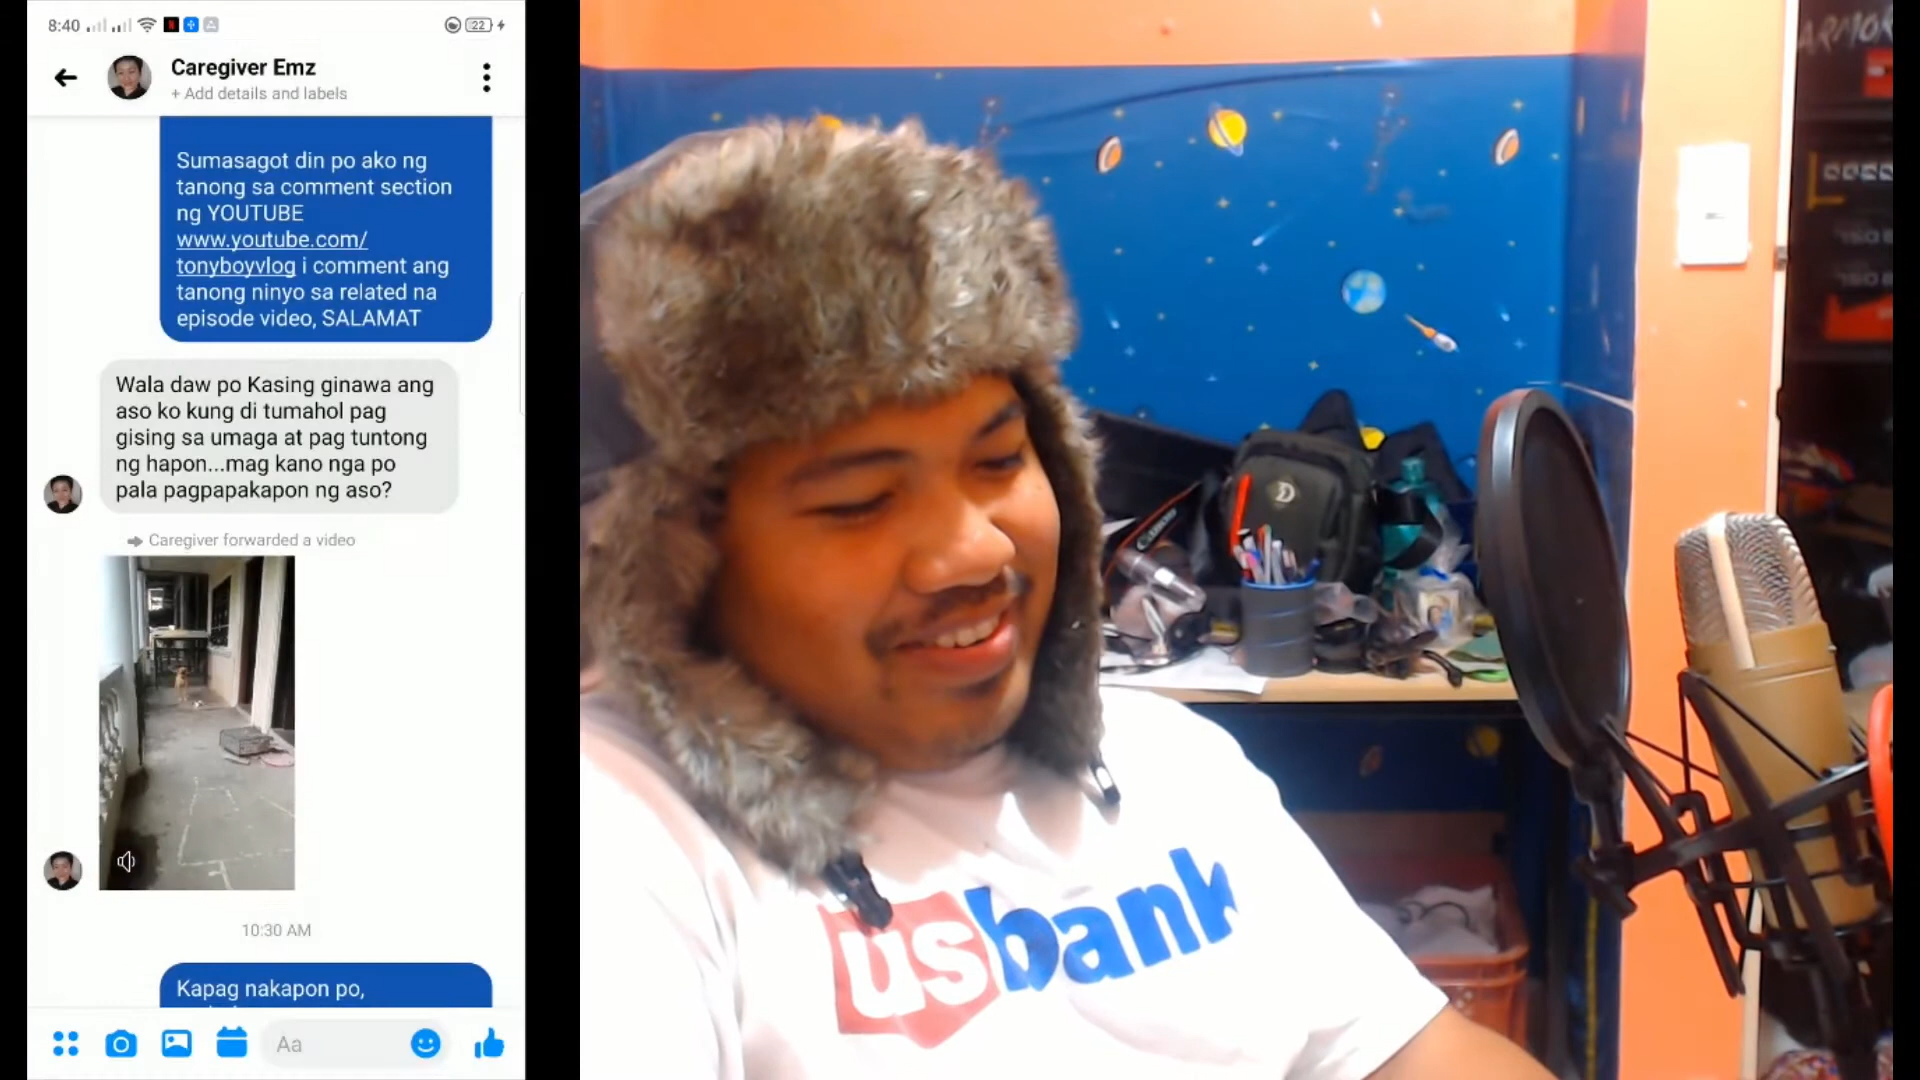 8:40
22
Caregiver Emz
+ Add details and labels
Sumasagot din po ako ng
tanong sa comment section
ng YOUTUBE
www.youtube.com/
tonyboyvlog i comment ang
tanong ninyo sa related na
episode video, SALAMAT
Wala daw po Kasing ginawa ang
aso ko kung di tumahol pag
gising sa umaga at pag tuntong
ng hapon...mag kano nga po
pala pagpapakapon ng aso?
Caregiver forwarded a video
10:30 AM
Kapag nakapon po,
Aa
usbank
Canon
ARMOR